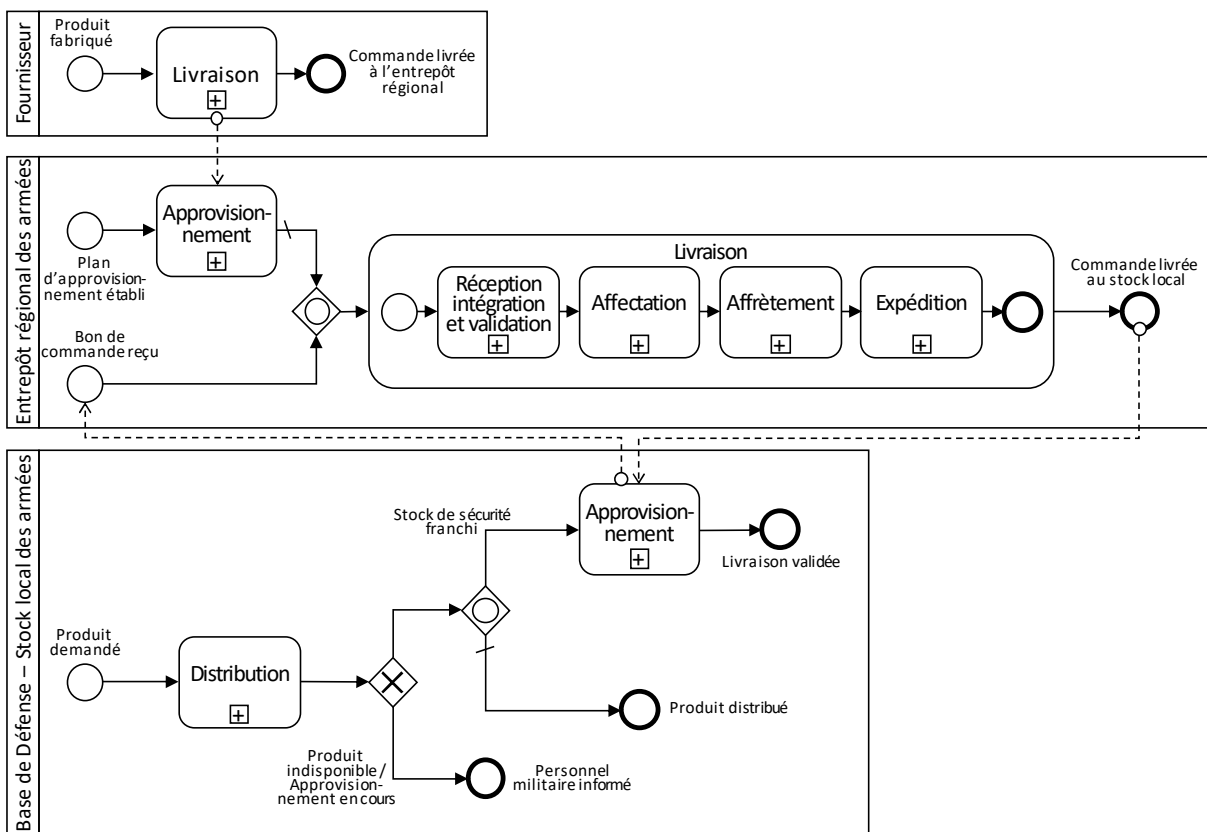 Fournisseur
Produit
fabriqué
Livraison
Commande livrée
à l'entrepôt
régional
Entrepôt régional des armées
Approvision-
nement
Plan
d'approvision-
nement établi
Bon de
commande reçu
Livraison
Réception
intégration
et validation
Affectation
Affrètement
Expédition
Commande livrée
au stock local
Base de Défense – Stock local des armées
Produit
demandé
Distribution
Stock de sécurité
franchi
Approvision-
nement
Livraison validée
Produit distribué
Produit
indisponible /
Approvision-
nement en cours
Personnel
militaire informé